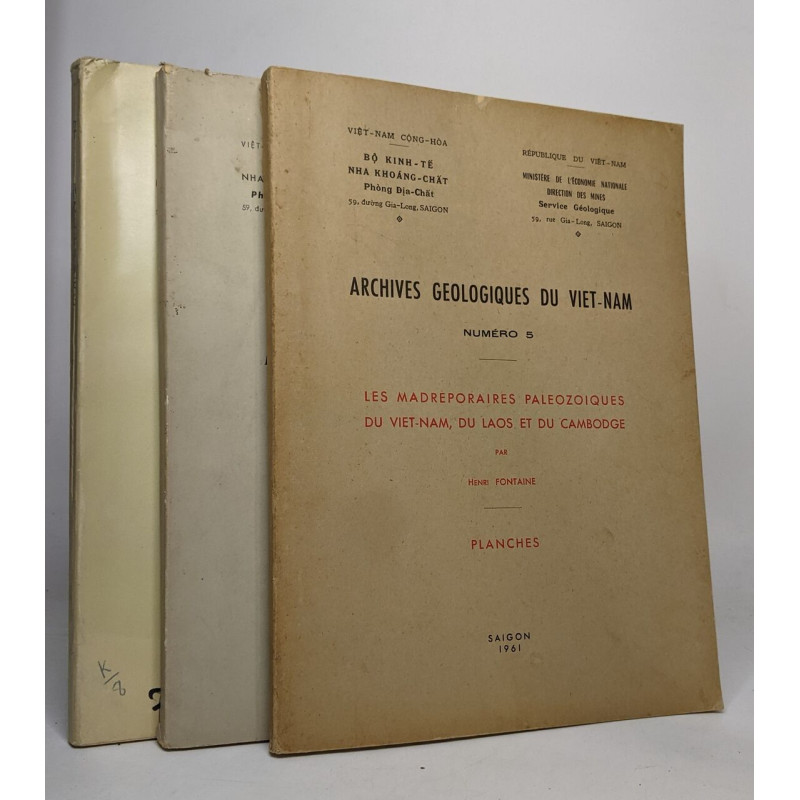 VIỆT-NAM CỘNG-HÒA
BỘ KINH-TẾ
NHA KHOÁNG-CHẤT
Phòng Địa-Chất
59, đường Gia-Long, SAIGON
RÉPUBLIQUE DU VIÊT-NAM
MINISTÈRE DE L'ÉCONOMIE NATIONALE
DIRECTION DES MINES
Service Géologique
59, rue Gia-Long, SAIGON
ARCHIVES GEOLOGIQUES DU VIET-NAM
NUMÉRO 5
LES MADREPORAIRES PALEOZOIQUES
DU VIET-NAM, DU LAOS ET DU CAMBODGE
PAR
HENRI FONTAINE
PLANCHES
SAIGON
1961
VIỆT
NHA
Ph
59, đư
K/8